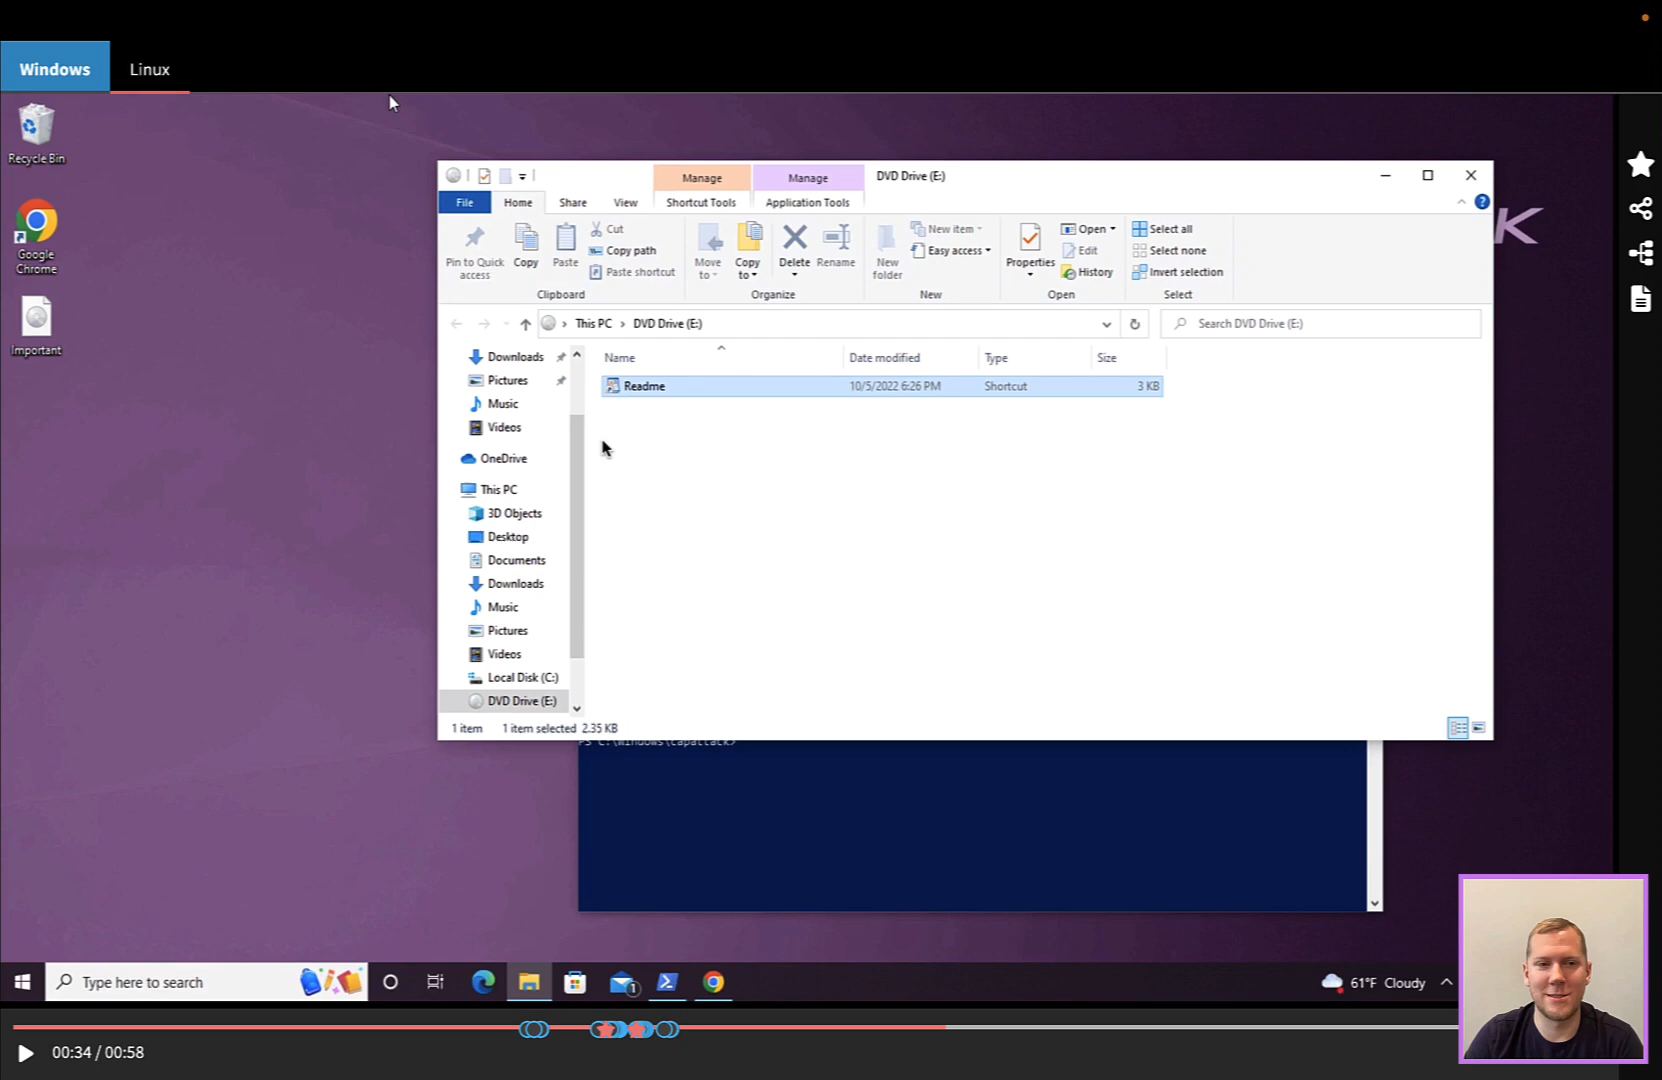 Windows Linux
Recycle Bin
Google
Chrome
Important
K
Manage Manage DVD Drive (E:)
File Home Share View Shortcut Tools Application Tools
Pin to Quick
access
Copy
Paste
Cut
Copy path
Paste shortcut
Clipboard
Move
to
Copy
to
Delete
Rename
Organize
New
folder
New item
Easy access
New
Properties
Open
Edit
History
Open
Select all
Select none
Invert selection
Select
This PC > DVD Drive (E:)
Search DVD Drive (E:)
Name Date modified Type Size
Readme 10/5/2022 6:26 PM Shortcut 3 KB
Downloads
Pictures
Music
Videos
OneDrive
This PC
3D Objects
Desktop
Documents
Downloads
Music
Pictures
Videos
Local Disk (C:)
DVD Drive (E:)
1 item 1 item selected 2.35 KB
PS C:\Windows\capattack>
Type here to search
1
61°F Cloudy
00:34 / 00:58